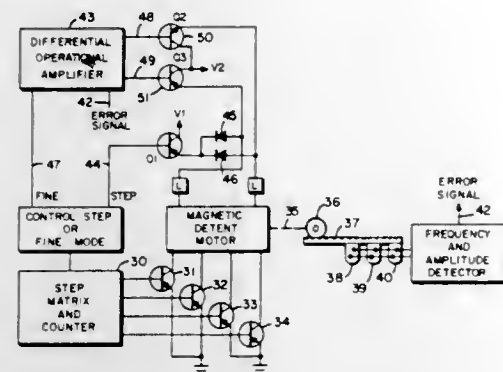 43
48
Q2
50
DIFFERENTIAL
OPERATIONAL
AMPLIFIER
49
Q3
V2
42
ERROR
SIGNAL
51
V1
45
47
44
Q1
46
FINE
STEP
L
L
CONTROL STEP
OR
FINE MODE
MAGNETIC
DETENT
MOTOR
35
36
37
38
39
40
ERROR
SIGNAL
42
FREQUENCY
AND
AMPLITUDE
DETECTOR
30
STEP
MATRIX
AND
COUNTER
31
32
33
34